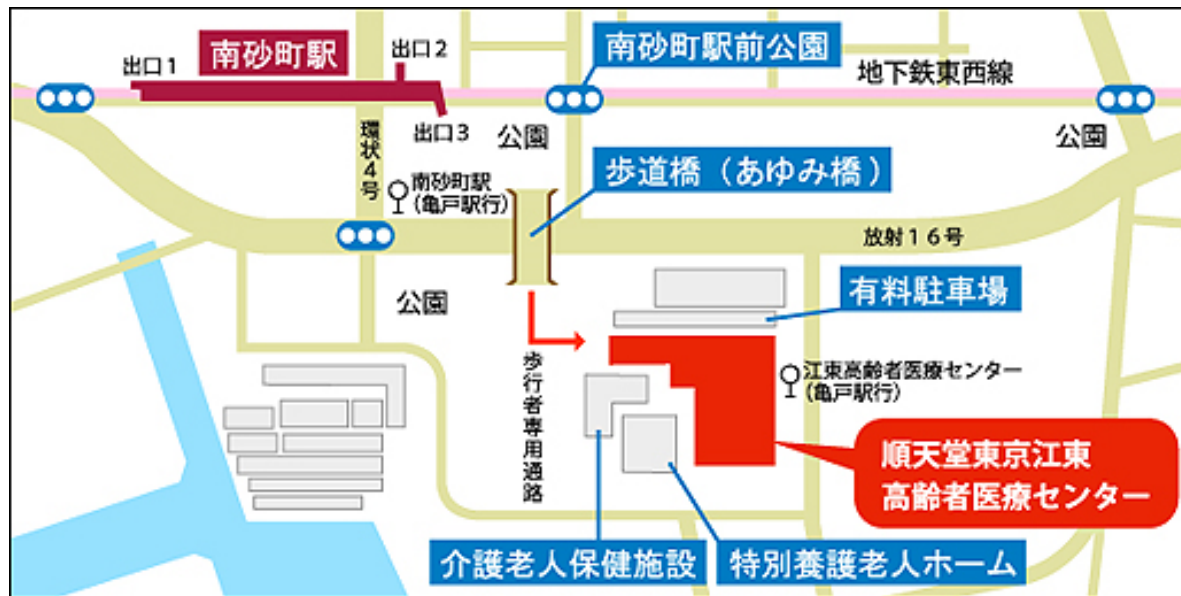 南砂町駅
出口1
出口2
出口3
南砂町駅前公園
地下鉄東西線
公園
公園
環状4号
南砂町駅
(亀戸駅行)
歩道橋(あゆみ橋)
放射16号
公園
有料駐車場
歩行者専用通路
江東高齢者医療センター
(亀戸駅行)
順天堂東京江東
高齢者医療センター
介護老人保健施設
特別養護老人ホーム